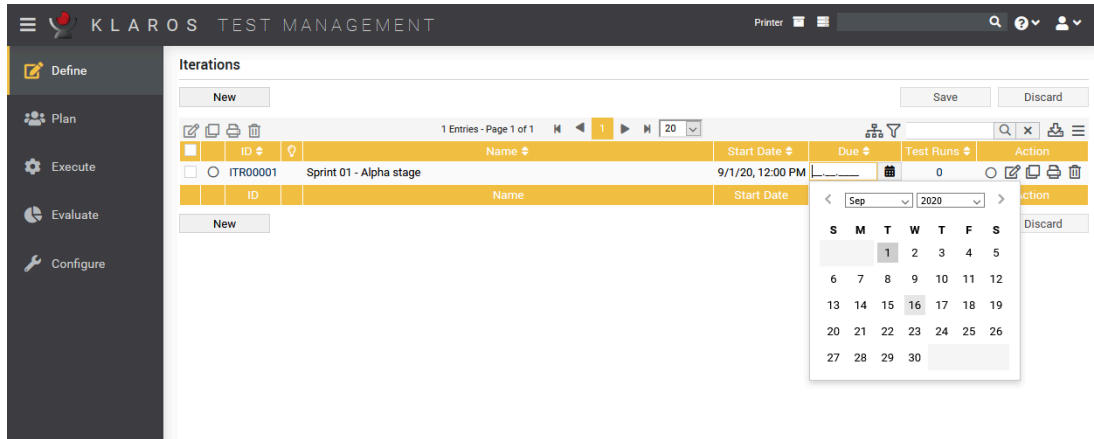 KLAROS TEST MANAGEMENT Printer
Define
Iterations
New Save Discard
Plan
1 Entries - Page 1 of 1 1 20
ID Name Start Date Due Test Runs Action
ITR00001 Sprint 01 - Alpha stage 9/1/20, 12:00 PM __.__.____ 0
Execute
ID Name Start Date ction
Sep 2020
Evaluate
New Discard
S M T W T F S
1 2 3 4 5
Configure
6 7 8 9 10 11 12
13 14 15 16 17 18 19
20 21 22 23 24 25 26
27 28 29 30